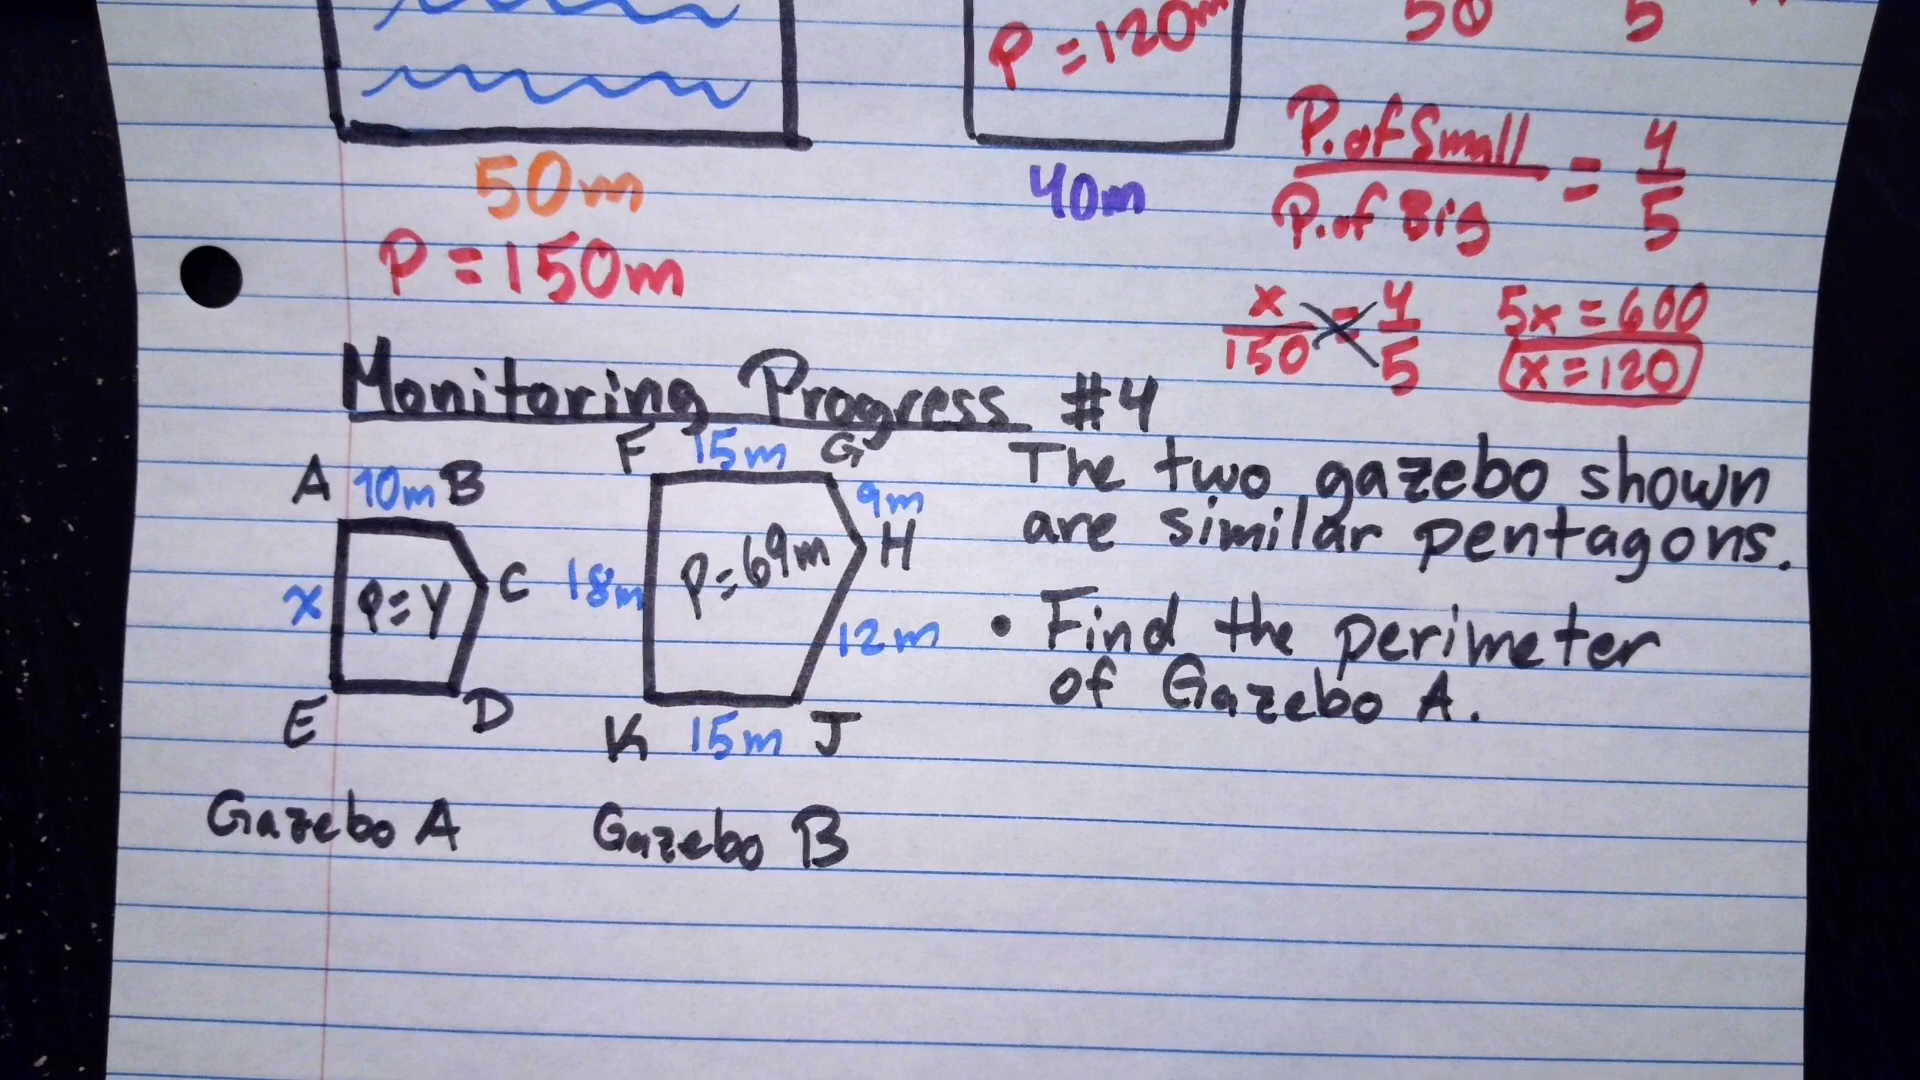 P = 120m
50 5
50m
40m
P. of Small 4
P. of Big = 5
P = 150m
x = 4 5x = 600
150 5 x = 120
Monitoring Progress #4
F 15m G
A 10m B
The two gazebo shown
are similar pentagons.
9m
H
x P = Y C 18m P = 69m
12m
• Find the perimeter
of Gazebo A.
E D K 15m J
Gazebo A Gazebo B